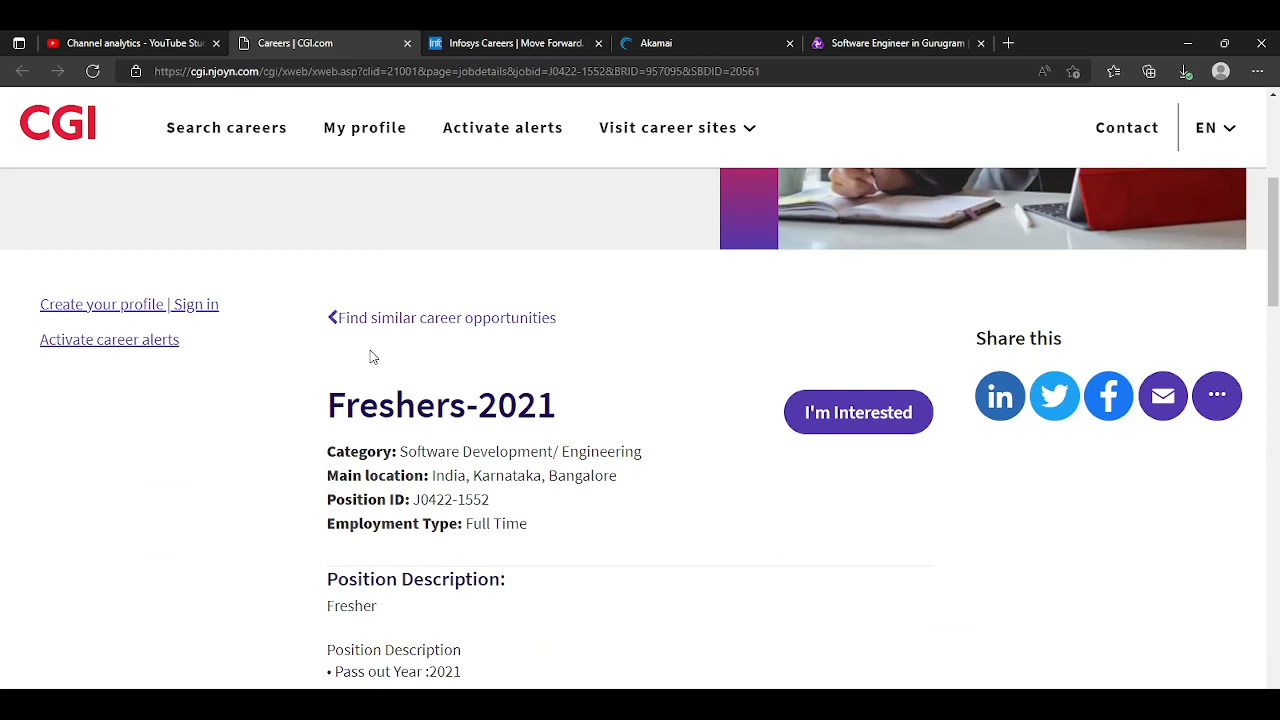 Channel analytics - YouTube Stu
Careers | CGI.com
Infosys Careers | Move Forward.
Akamai
Software Engineer in Gurugram |
https://cgi.njoyn.com/cgi/xweb/xweb.asp?clid=21001&page=jobdetails&jobid=J0422-1552&BRID=957095&SBDID=20561
CGI
Search careers
My profile
Activate alerts
Visit career sites
Contact
EN
Create your profile | Sign in
Activate career alerts
Find similar career opportunities
Share this
Freshers-2021
I'm Interested
Category: Software Development/ Engineering
Main location: India, Karnataka, Bangalore
Position ID: J0422-1552
Employment Type: Full Time
Position Description:
Fresher
Position Description
• Pass out Year :2021